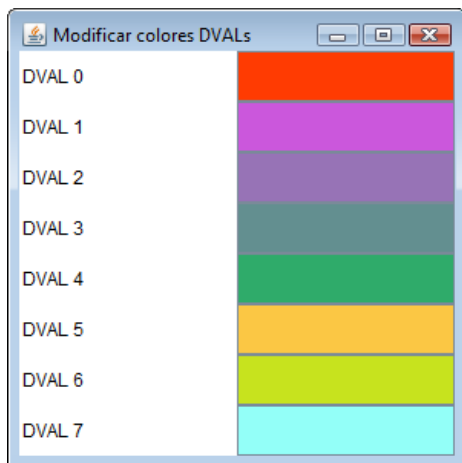 Modificar colores DVALs
DVAL 0
DVAL 1
DVAL 2
DVAL 3
DVAL 4
DVAL 5
DVAL 6
DVAL 7